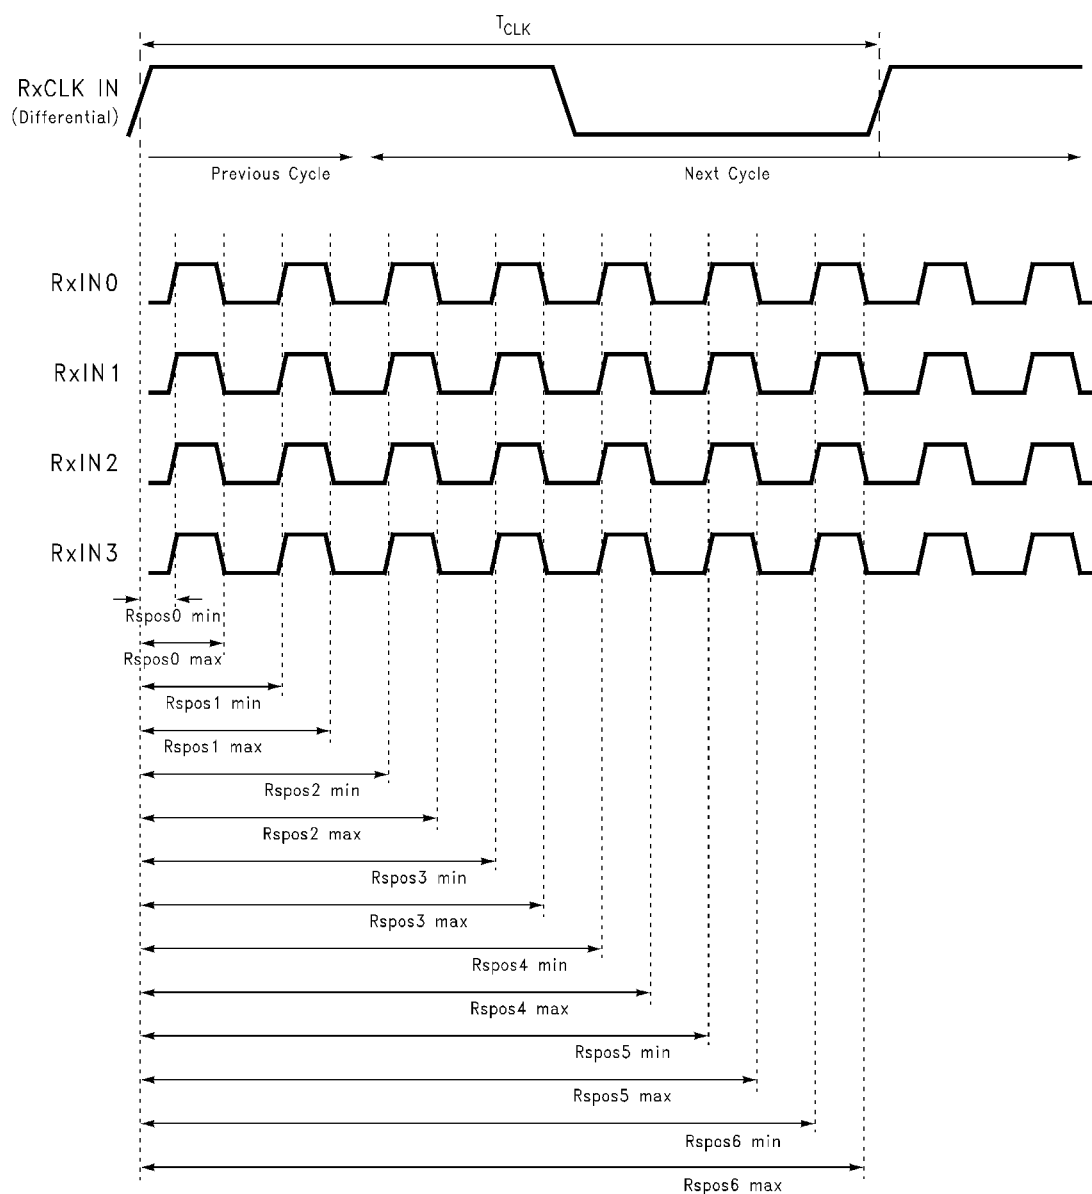 TCLK
RxCLK IN
(Differential)
Previous Cycle
Next Cycle
RxIN0
RxIN1
RxIN2
RxIN3
Rspos0 min
Rspos0 max
Rspos1 min
Rspos1 max
Rspos2 min
Rspos2 max
Rspos3 min
Rspos3 max
Rspos4 min
Rspos4 max
Rspos5 min
Rspos5 max
Rspos6 min
Rspos6 max